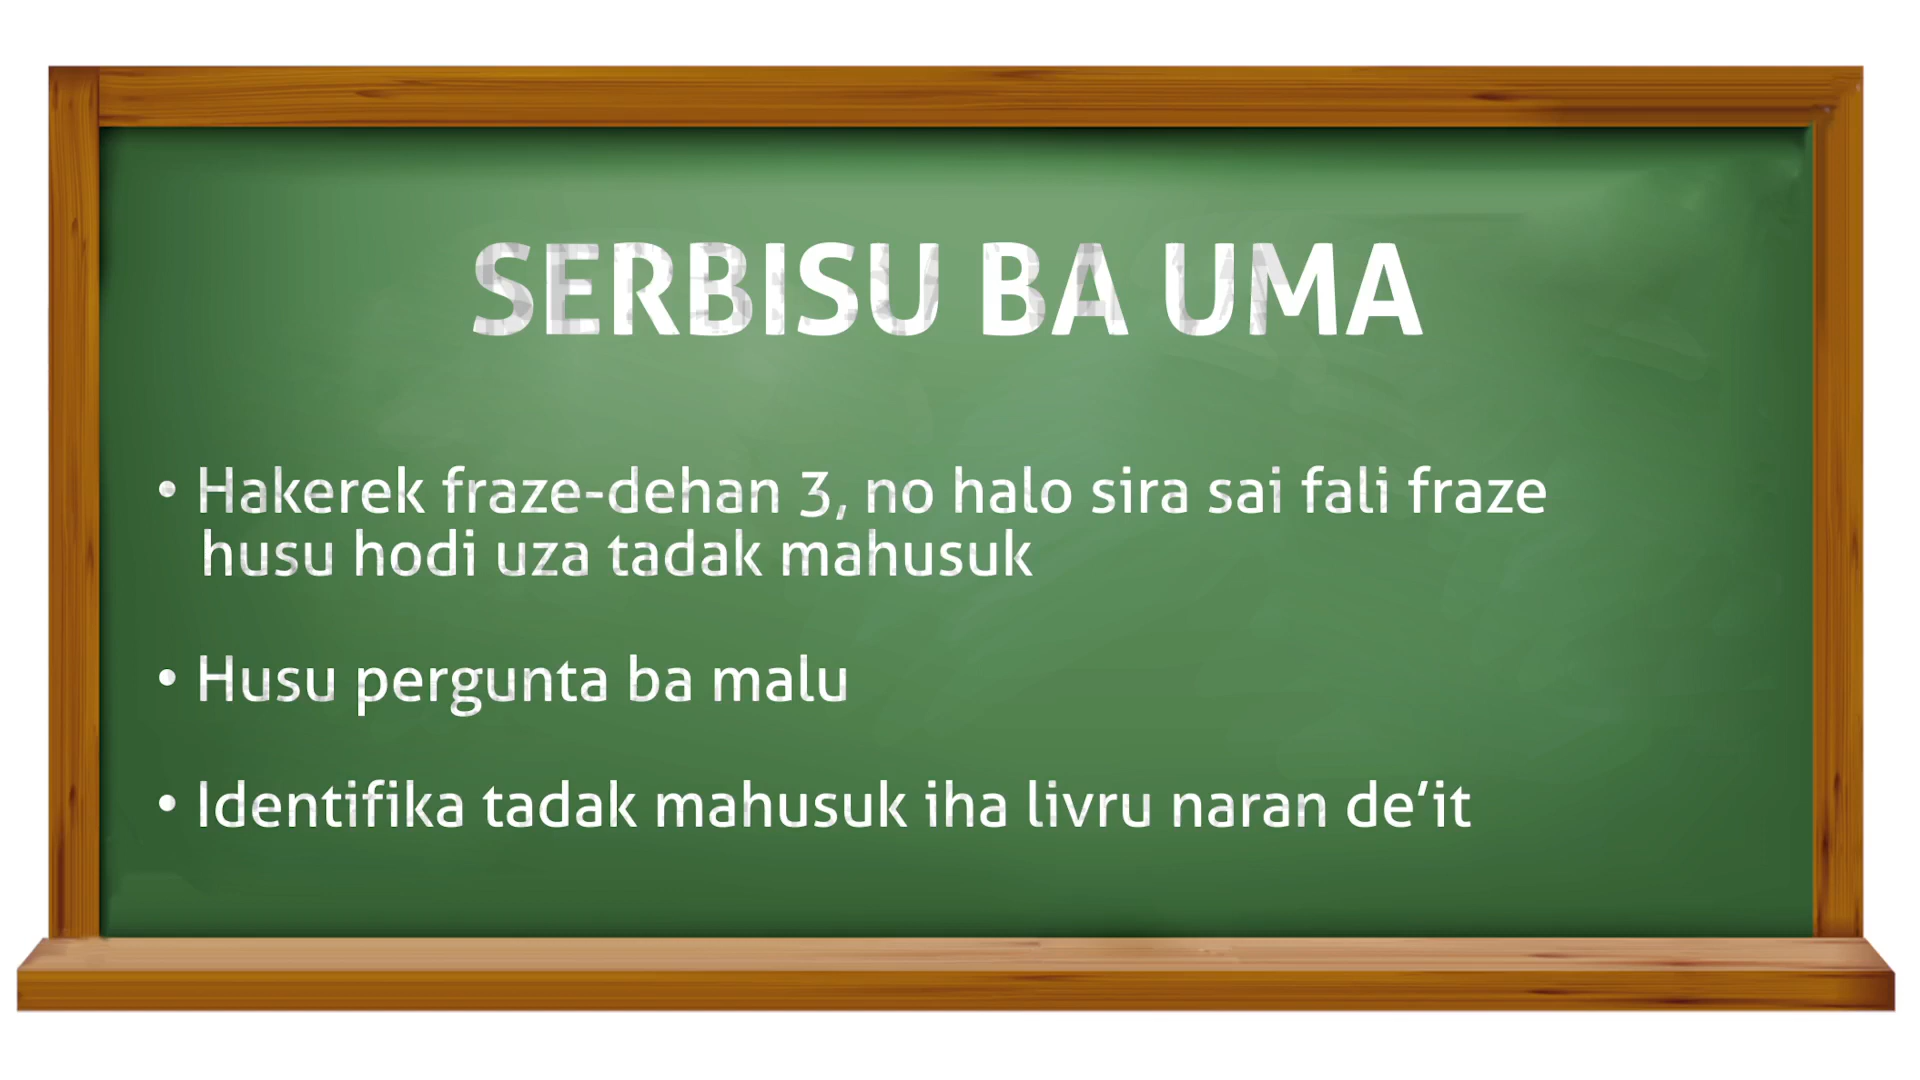 SERBISU BA UMA
• Hakerek fraze-dehan 3, no halo sira sai fali fraze
husu hodi uza tadak mahusuk
• Husu pergunta ba malu
• Identifika tadak mahusuk iha livru naran de’it